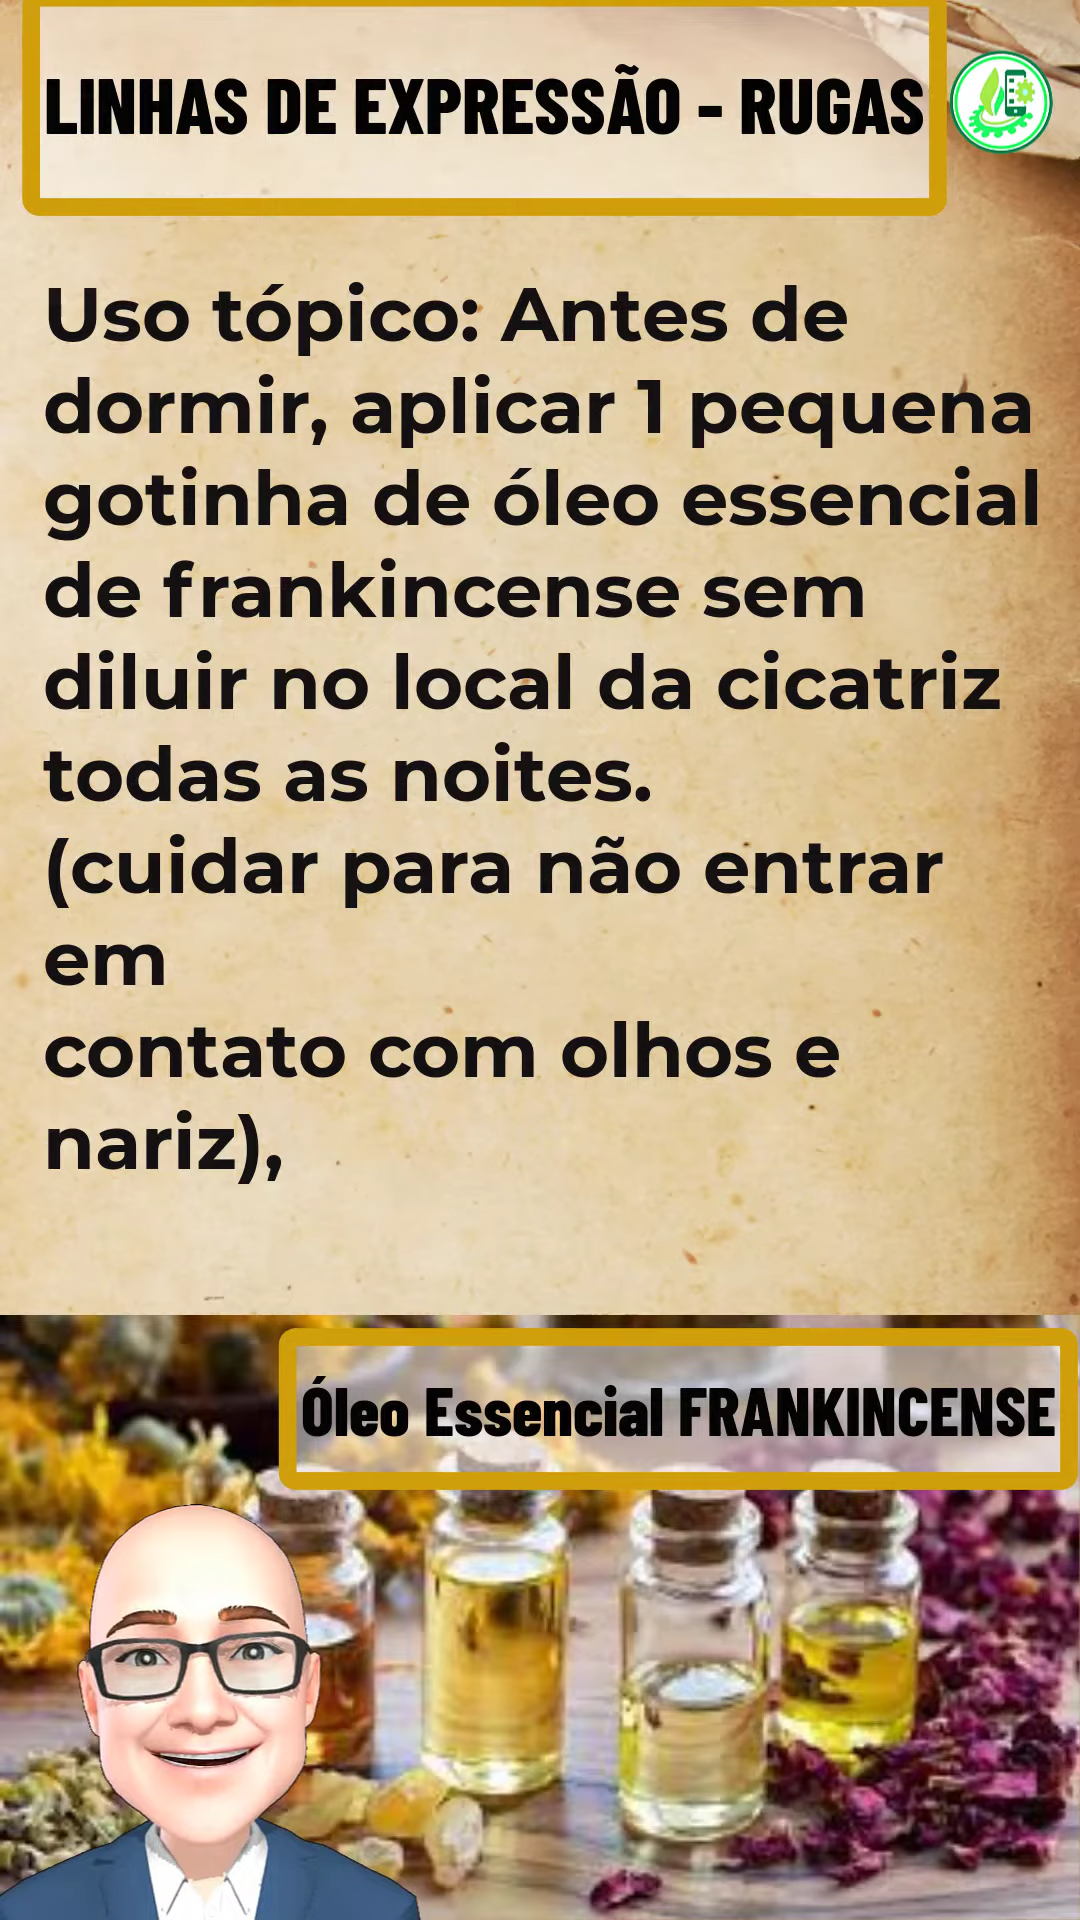 LINHAS DE EXPRESSÃO - RUGAS
Uso tópico: Antes de
dormir, aplicar 1 pequena
gotinha de óleo essencial
de frankincense sem
diluir no local da cicatriz
todas as noites.
(cuidar para não entrar
em
contato com olhos e
nariz),
Óleo Essencial FRANKINCENSE